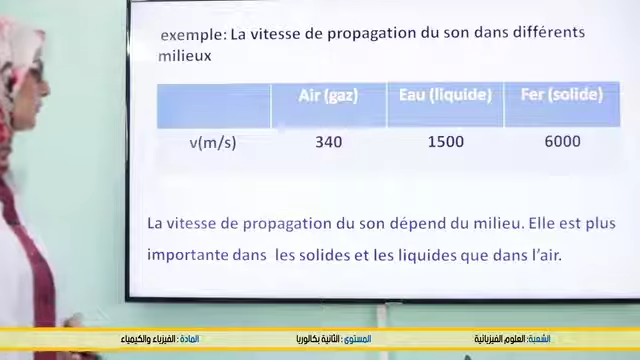 exemple: La vitesse de propagation du son dans différents
milieux
Air (gaz) Eau (liquide) Fer (solide)
v(m/s) 340 1500 6000
La vitesse de propagation du son dépend du milieu. Elle est plus
importante dans les solides et les liquides que dans l'air.
الشعبة: العلوم الفيزيائية المستوى: الثانية بكالوريا المادة: الفيزياء والكيمياء